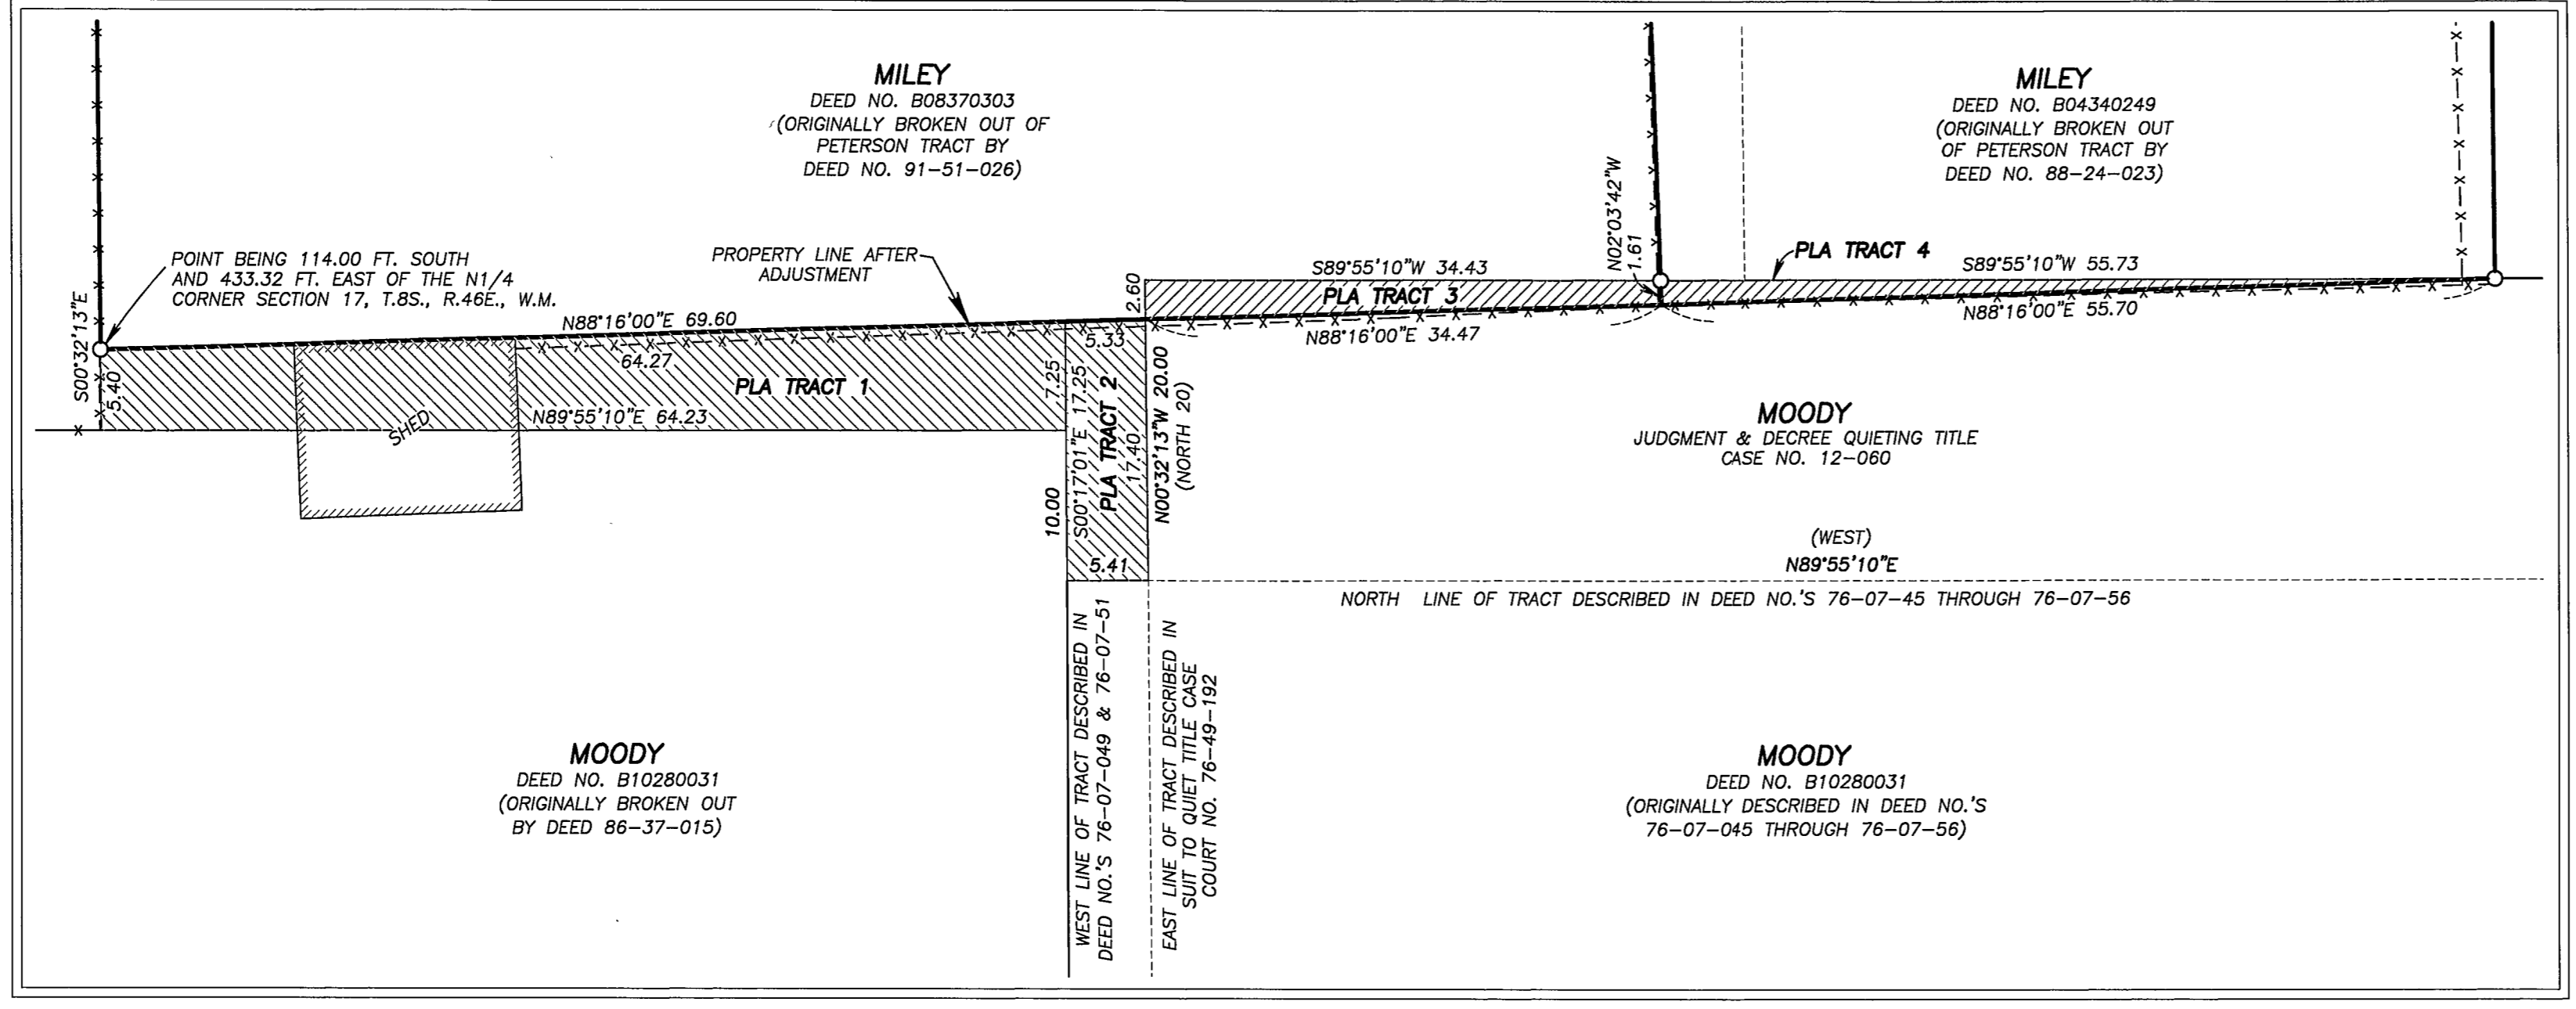 MILEY
DEED NO. B08370303
(ORIGINALLY BROKEN OUT OF
PETERSON TRACT BY
DEED NO. 91-51-026)
MILEY
DEED NO. B04340249
(ORIGINALLY BROKEN OUT
OF PETERSON TRACT BY
DEED NO. 88-24-023)
POINT BEING 114.00 FT. SOUTH
AND 433.32 FT. EAST OF THE N1/4
CORNER SECTION 17, T.8S., R.46E., W.M.
PROPERTY LINE AFTER
ADJUSTMENT
S00°32'13"E
5.40
N88°16'00"E 69.60
64.27
PLA TRACT 1
N89°55'10"E 64.23
SHED
2.60
5.33
7.25
S00°17'01"E 17.25
PLA TRACT 2
17.40
N00°32'13"W 20.00
(NORTH 20)
10.00
5.41
S89°55'10"W 34.43
PLA TRACT 3
N88°16'00"E 34.47
N02°03'42"W
1.61
PLA TRACT 4
S89°55'10"W 55.73
N88°16'00"E 55.70
MOODY
JUDGMENT & DECREE QUIETING TITLE
CASE NO. 12-060
(WEST)
N89°55'10"E
NORTH LINE OF TRACT DESCRIBED IN DEED NO.'S 76-07-45 THROUGH 76-07-56
WEST LINE OF TRACT DESCRIBED IN
DEED NO.'S 76-07-049 & 76-07-51
EAST LINE OF TRACT DESCRIBED IN
SUIT TO QUIET TITLE CASE
COURT NO. 76-49-192
MOODY
DEED NO. B10280031
(ORIGINALLY BROKEN OUT
BY DEED 86-37-015)
MOODY
DEED NO. B10280031
(ORIGINALLY DESCRIBED IN DEED NO.'S
76-07-045 THROUGH 76-07-56)